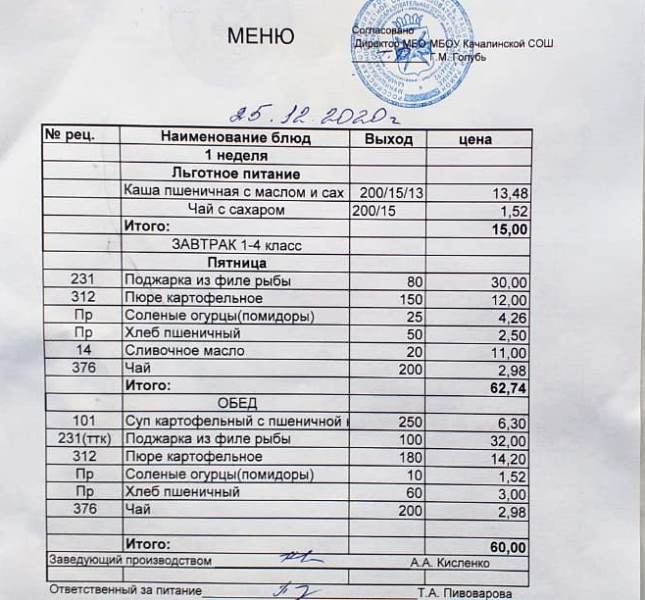 МЕНЮ
Согласовано
Директор МБО МБОУ Качалинской СОШ
Г.М. Голубь
25.12.2020г
№ рец. Наименование блюд Выход цена
1 неделя
Льготное питание
Каша пшеничная с маслом и сах 200/15/13 13,48
Чай с сахаром 200/15 1,52
Итого: 15,00
ЗАВТРАК 1-4 класс
Пятница
231 Поджарка из филе рыбы 80 30,00
312 Пюре картофельное 150 12,00
Пр Соленые огурцы(помидоры) 25 4,26
Пр Хлеб пшеничный 50 2,50
14 Сливочное масло 20 11,00
376 Чай 200 2,98
Итого: 62,74
ОБЕД
101 Суп картофельный с пшеничной 250 6,30
231(ттк) Поджарка из филе рыбы 100 32,00
312 Пюре картофельное 180 14,20
Пр Соленые огурцы(помидоры) 10 1,52
Пр Хлеб пшеничный 60 3,00
376 Чай 200 2,98
Итого: 60,00
Заведующий производством А.А. Кисленко
Ответственный за питание Т.А. Пивоварова